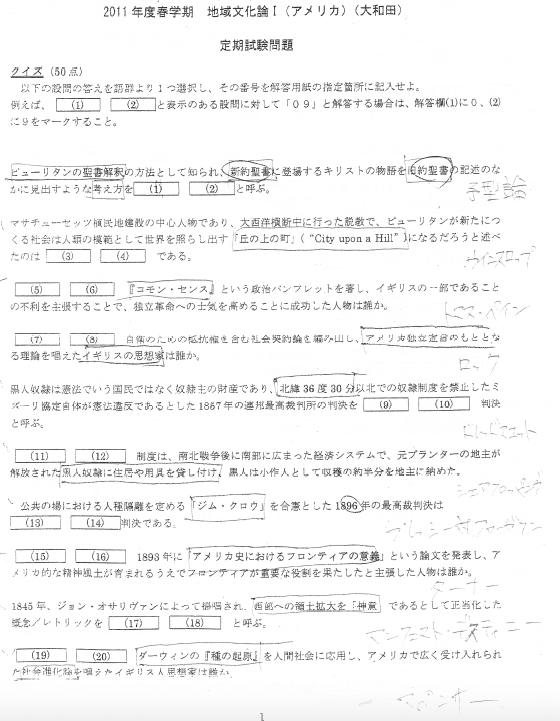 2011 年度春学期 地域文化論Ⅰ（アメリカ）（大和田）
定期試験問題
クイズ（50 点）
以下の設問の答えを語群より１つ選択し、その番号を解答用紙の指定箇所に記入せよ。
例えば、 (1) (2) と表示のある設問に対して「０９」と解答する場合は、解答欄(1)に０、(2)
に９をマークすること。
ピューリタンの聖書解釈の方法として知られ、新約聖書に登場するキリストの物語を旧約聖書の記述のな
かに見出すような考え方を (1) (2) と呼ぶ。
予型論
マサチューセッツ植民地建設の中心人物であり、大西洋横断中に行った説教で、ピューリタンが新たにつ
くる社会は人類の模範として世界を照らし出す「丘の上の町」("City upon a Hill") になるだろうと述べ
たのは (3) (4) である。
ウィンスロップ
(5) (6) 『コモン・センス』という政治パンフレットを著し、イギリスの一部であること
の不利を主張することで、独立革命への士気を高めることに成功した人物は誰か。
トマス・ペイン
(7) (8) 自衛のための抵抗権を含む社会契約論を編み出し、アメリカ独立宣言のもととな
る理論を唱えたイギリスの思想家は誰か。
ロック
黒人奴隷は憲法でいう国民ではなく奴隷主の財産であり、北緯 36 度 30 分以北での奴隷制度を禁止したミ
ズーリ協定自体が憲法違反であるとした 1857 年の連邦最高裁判所の判決を (9) (10) 判決
と呼ぶ。
ドレッドスコット
(11) (12) 制度は、南北戦争後に南部に広まった経済システムで、元プランターの地主が
解放された黒人奴隷に住居や用具を貸し付け、黒人は小作人として収穫の約半分を地主に納めた。
シェアクロッピング
公共の場における人種隔離を定める「ジム・クロウ」を合憲とした 1896 年の最高裁判決は
(13) (14) 判決である。
プレッシー対ファーガソン
(15) (16) 1893 年に「アメリカ史におけるフロンティアの意義」という論文を発表し、ア
メリカ的な精神風土が育まれるうえでフロンティアが重要な役割を果たしたと主張した人物は誰か。
ターナー
1845 年、ジョン・オサリヴァンによって提唱され、西部への領土拡大を「神意」であるとして正当化した
概念／レトリックを (17) (18) と呼ぶ。
マニフェスト・デスティニー
(19) (20) ダーウィンの『種の起原』を人間社会に応用し、アメリカで広く受け入れられ
た社会進化論を唱えたイギリス人思想家は誰か。
スペンサー
1